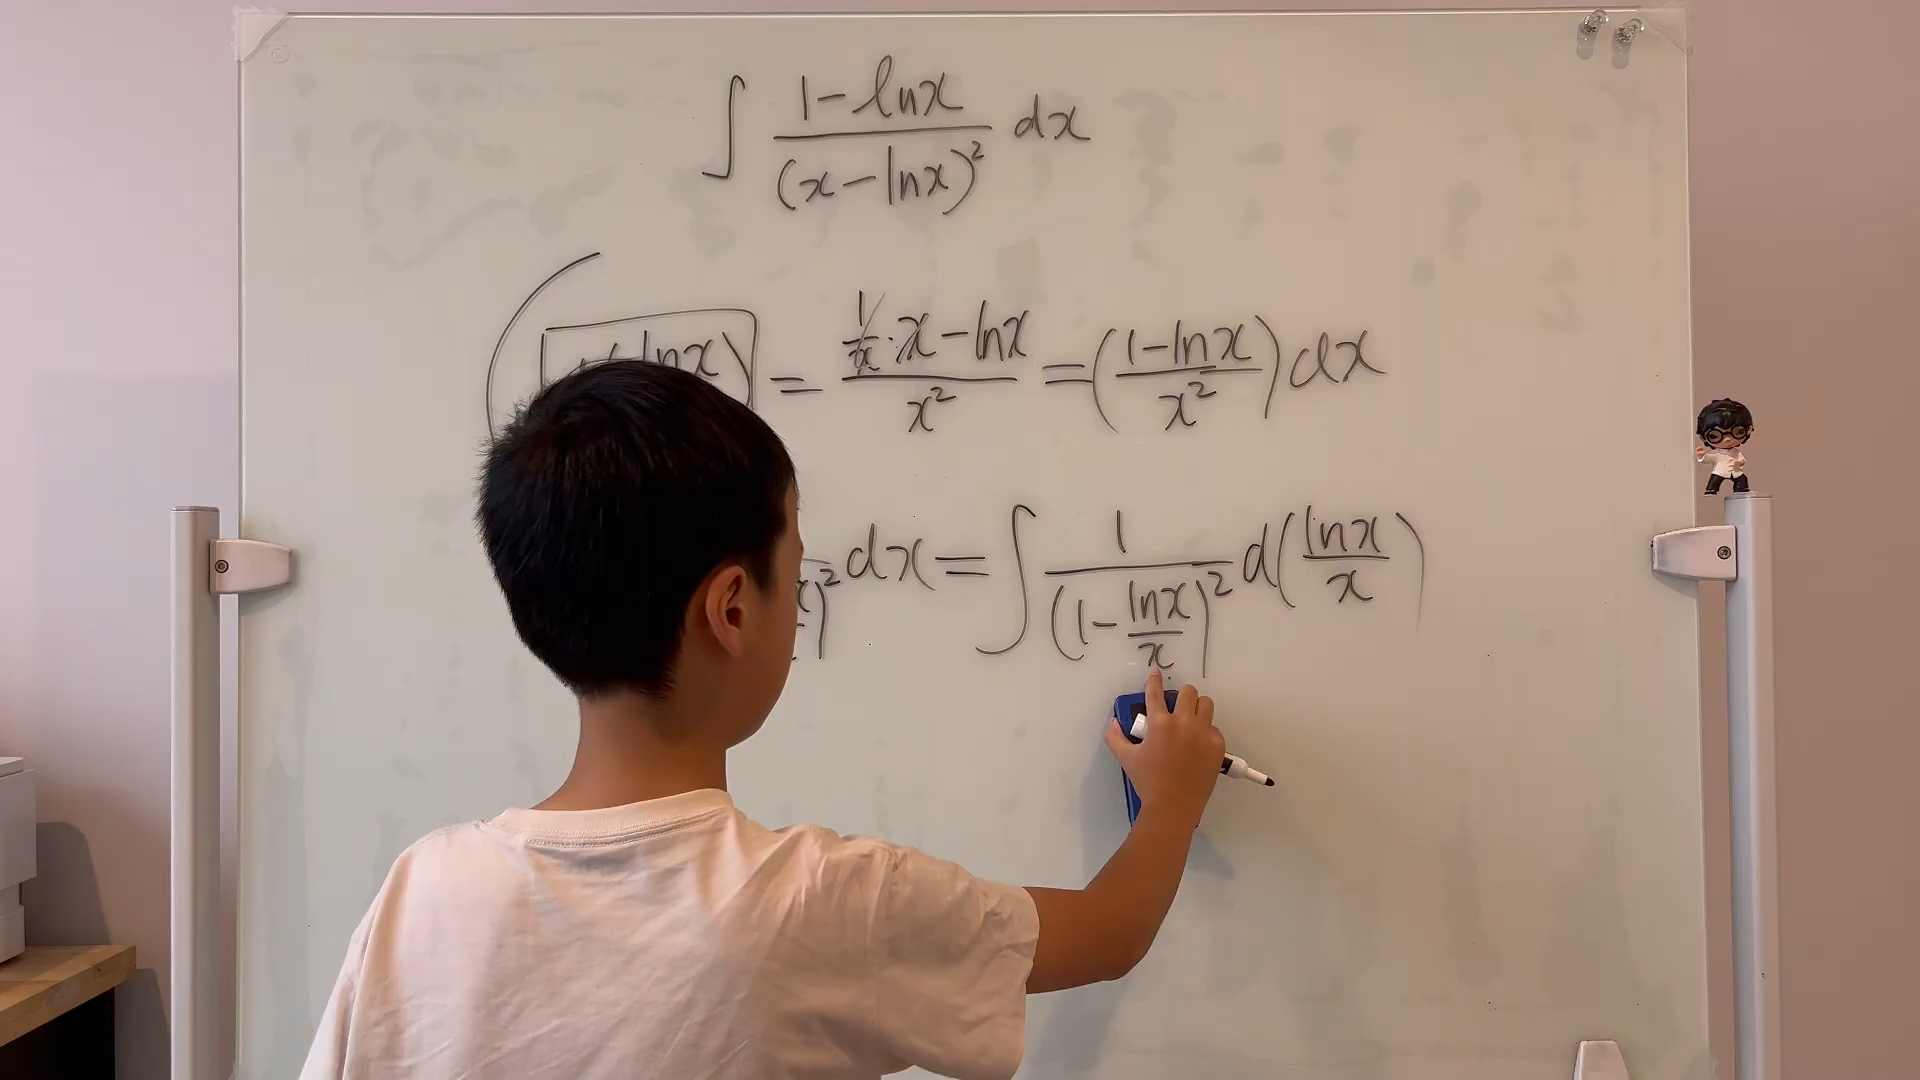 ∫ (1-lnx)/(x-lnx)² dx
lnx) = (1/x · x - lnx)/x² = ((1-lnx)/x²) dx
)² dx = ∫ 1/(1 - lnx/x)² d(lnx/x)